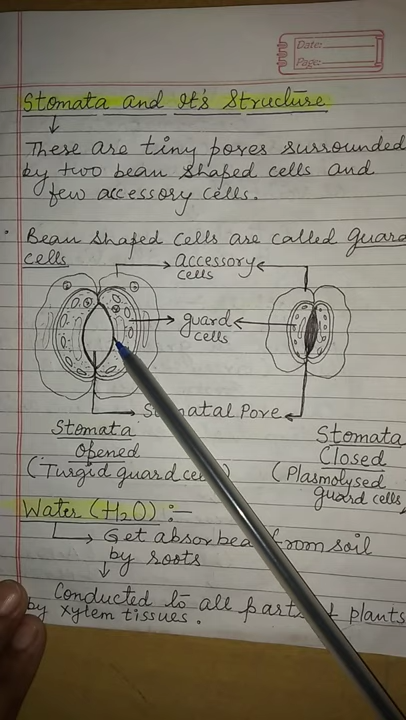 Date:
Page:
Stomata and It's Structure
These are tiny pores surrounded
by two bean shaped cells and
few accessory cells.
Bean shaped cells are called guard
cells
accessory
cells
guard
cells
Stomatal Pore
Stomata
opened
(Turgid guard cell)
Stomata
Closed
(Plasmolysed
guard cells
Water (H₂O) :-
Get absorbed from soil
by roots
Conducted to all parts of plants
by xylem tissues.